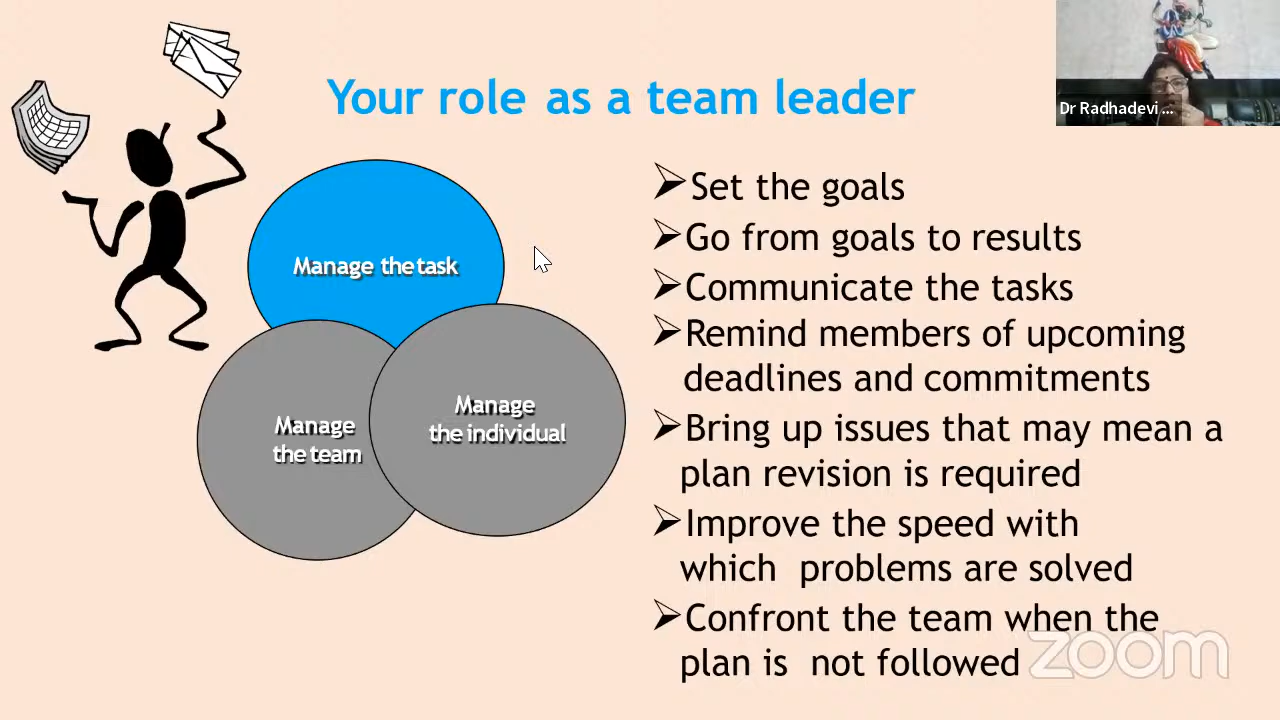 Your role as a team leader
Dr Radhadevi ...
Manage the task
Manage
the team
Manage
the individual
➢Set the goals
➢Go from goals to results
➢Communicate the tasks
➢Remind members of upcoming
deadlines and commitments
➢Bring up issues that may mean a
plan revision is required
➢Improve the speed with
which problems are solved
➢Confront the team when the
plan is not followed
zoom